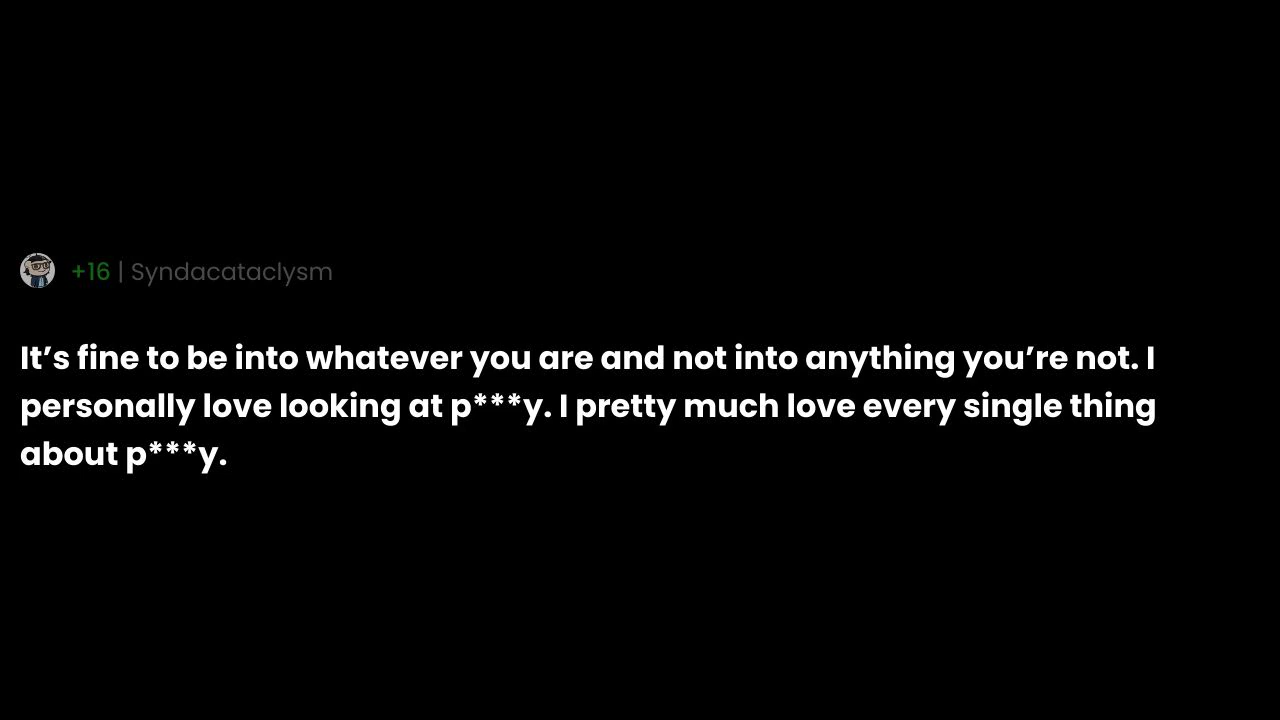 +16 | Syndacataclysm
It’s fine to be into whatever you are and not into anything you’re not. I
personally love looking at p***y. I pretty much love every single thing
about p***y.